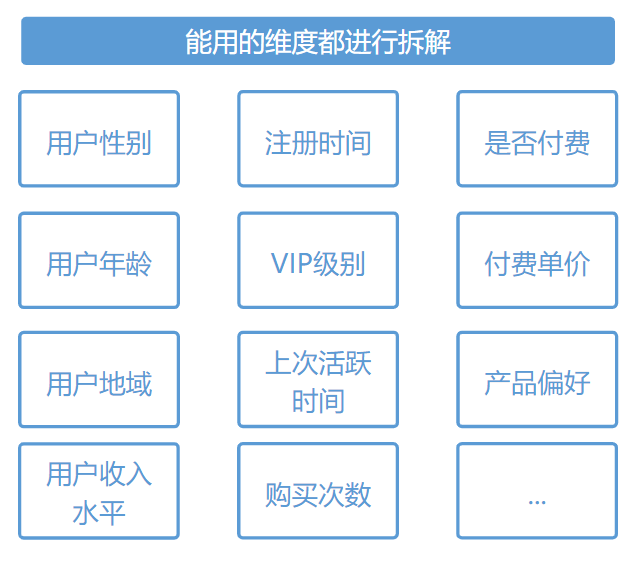 能用的维度都进行拆解
用户性别
注册时间
是否付费
用户年龄
VIP级别
付费单价
用户地域
上次活跃
时间
产品偏好
用户收入
水平
购买次数
...